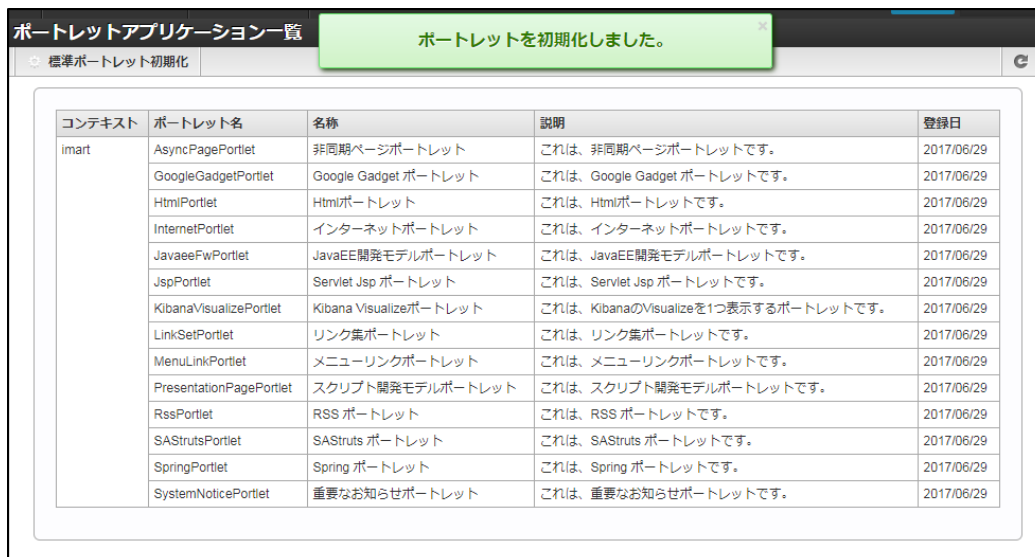 ポートレットアプリケーション一覧
ポートレットを初期化しました。 ×
標準ポートレット初期化
コンテキスト ポートレット名 名称 説明 登録日
imart AsyncPagePortlet 非同期ページポートレット これは、非同期ページポートレットです。 2017/06/29
GoogleGadgetPortlet Google Gadget ポートレット これは、Google Gadget ポートレットです。 2017/06/29
HtmlPortlet Htmlポートレット これは、Htmlポートレットです。 2017/06/29
InternetPortlet インターネットポートレット これは、インターネットポートレットです。 2017/06/29
JavaeeFwPortlet JavaEE開発モデルポートレット これは、JavaEE開発モデルポートレットです。 2017/06/29
JspPortlet Servlet Jsp ポートレット これは、Servlet Jsp ポートレットです。 2017/06/29
KibanaVisualizePortlet Kibana Visualizeポートレット これは、KibanaのVisualizeを1つ表示するポートレットです。 2017/06/29
LinkSetPortlet リンク集ポートレット これは、リンク集ポートレットです。 2017/06/29
MenuLinkPortlet メニューリンクポートレット これは、メニューリンクポートレットです。 2017/06/29
PresentationPagePortlet スクリプト開発モデルポートレット これは、スクリプト開発モデルポートレットです。 2017/06/29
RssPortlet RSS ポートレット これは、RSS ポートレットです。 2017/06/29
SAStrutsPortlet SAStruts ポートレット これは、SAStruts ポートレットです。 2017/06/29
SpringPortlet Spring ポートレット これは、Spring ポートレットです。 2017/06/29
SystemNoticePortlet 重要なお知らせポートレット これは、重要なお知らせポートレットです。 2017/06/29